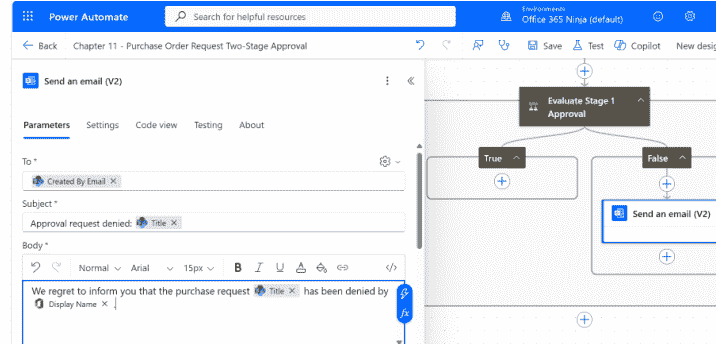 Power Automate
Search for helpful resources
Environments
Office 365 Ninja (default)
Back
Chapter 11 - Purchase Order Request Two-Stage Approval
Save
Test
Copilot
New desig
Send an email (V2)
Parameters
Settings
Code view
Testing
About
To *
Created By Email ×
Subject *
Approval request denied: Title ×
Body *
Normal
Arial
15px
B I U A </>
We regret to inform you that the purchase request Title × has been denied by
Display Name × .
fx
Evaluate Stage 1
Approval
True
False
Send an email (V2)